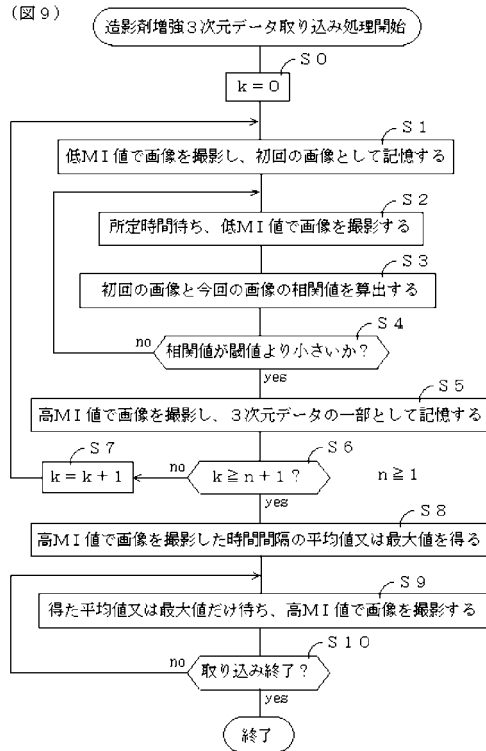 (図9)
造影剤増強3次元データ取り込み処理開始
S0
k=0
S1
低MI値で画像を撮影し、初回の画像として記憶する
S2
所定時間待ち、低MI値で画像を撮影する
S3
初回の画像と今回の画像の相関値を算出する
S4
no
相関値が閾値より小さいか?
yes
S5
高MI値で画像を撮影し、3次元データの一部として記憶する
S7
k=k+1
no
S6
k≧n+1?
n≧1
yes
S8
高MI値で画像を撮影した時間間隔の平均値又は最大値を得る
S9
得た平均値又は最大値だけ待ち、高MI値で画像を撮影する
S10
no
取り込み終了?
yes
終了